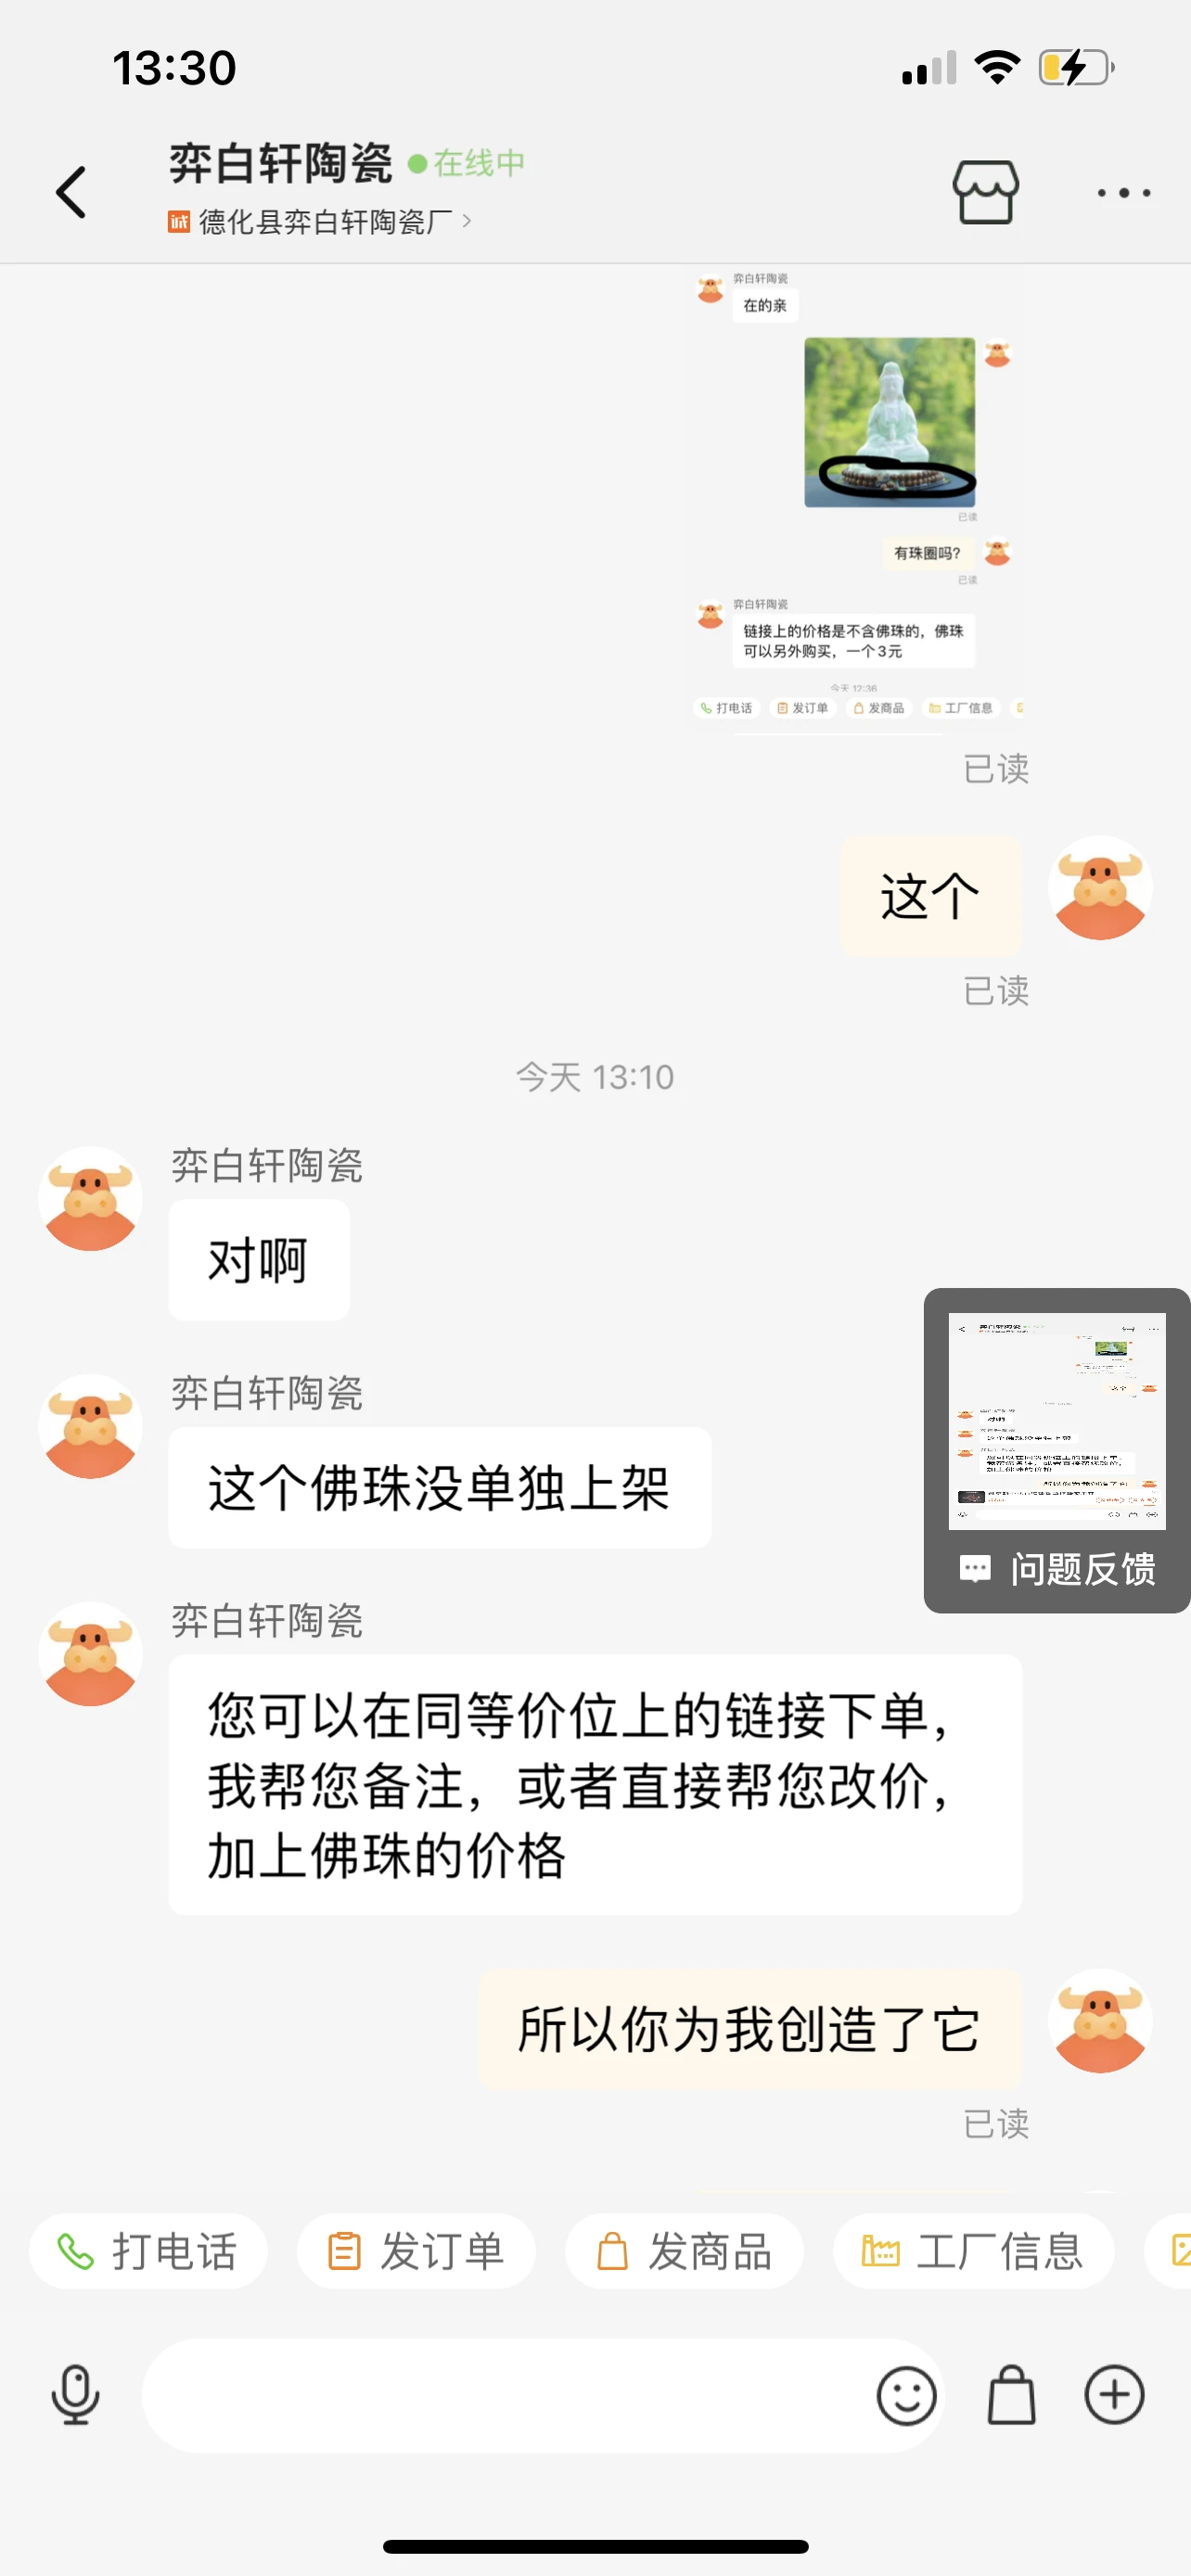 13:30
弈白轩陶瓷 在线中
诚 德化县弈白轩陶瓷厂
弈白轩陶瓷
在的亲
已读
有珠圈吗?
已读
弈白轩陶瓷
链接上的价格是不含佛珠的，佛珠
可以另外购买，一个3元
今天 12:36
打电话 发订单 发商品 工厂信息
已读
这个
已读
今天 13:10
弈白轩陶瓷
对啊
弈白轩陶瓷
这个佛珠没单独上架
问题反馈
弈白轩陶瓷
您可以在同等价位上的链接下单，
我帮您备注，或者直接帮您改价，
加上佛珠的价格
所以你为我创造了它
已读
打电话 发订单 发商品 工厂信息